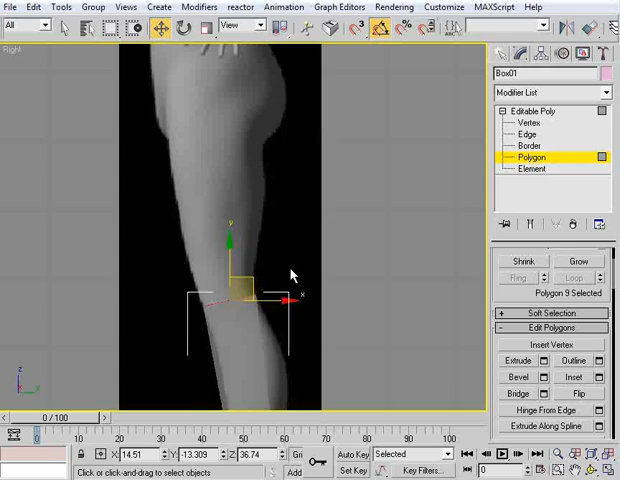 File Edit Tools Group Views Create Modifiers reactor Animation Graph Editors Rendering Customize MAXScript Help
All View
Right
Box01
Modifier List
Editable Poly
Vertex
Edge
Border
Polygon
Element
y
x
z
x
Shrink Grow
Ring Loop
Polygon 9 Selected
+ Soft Selection
- Edit Polygons
Insert Vertex
Extrude Outline
Bevel Inset
Bridge Flip
Hinge From Edge
Extrude Along Spline
0 / 100
0 10 20 30 40 50 60 70 80 90 100
X: 14.51 Y: -13.309 Z: 36.74 Gri Auto Key Selected
Click or click-and-drag to select objects Add Set Key Key Filters... 0